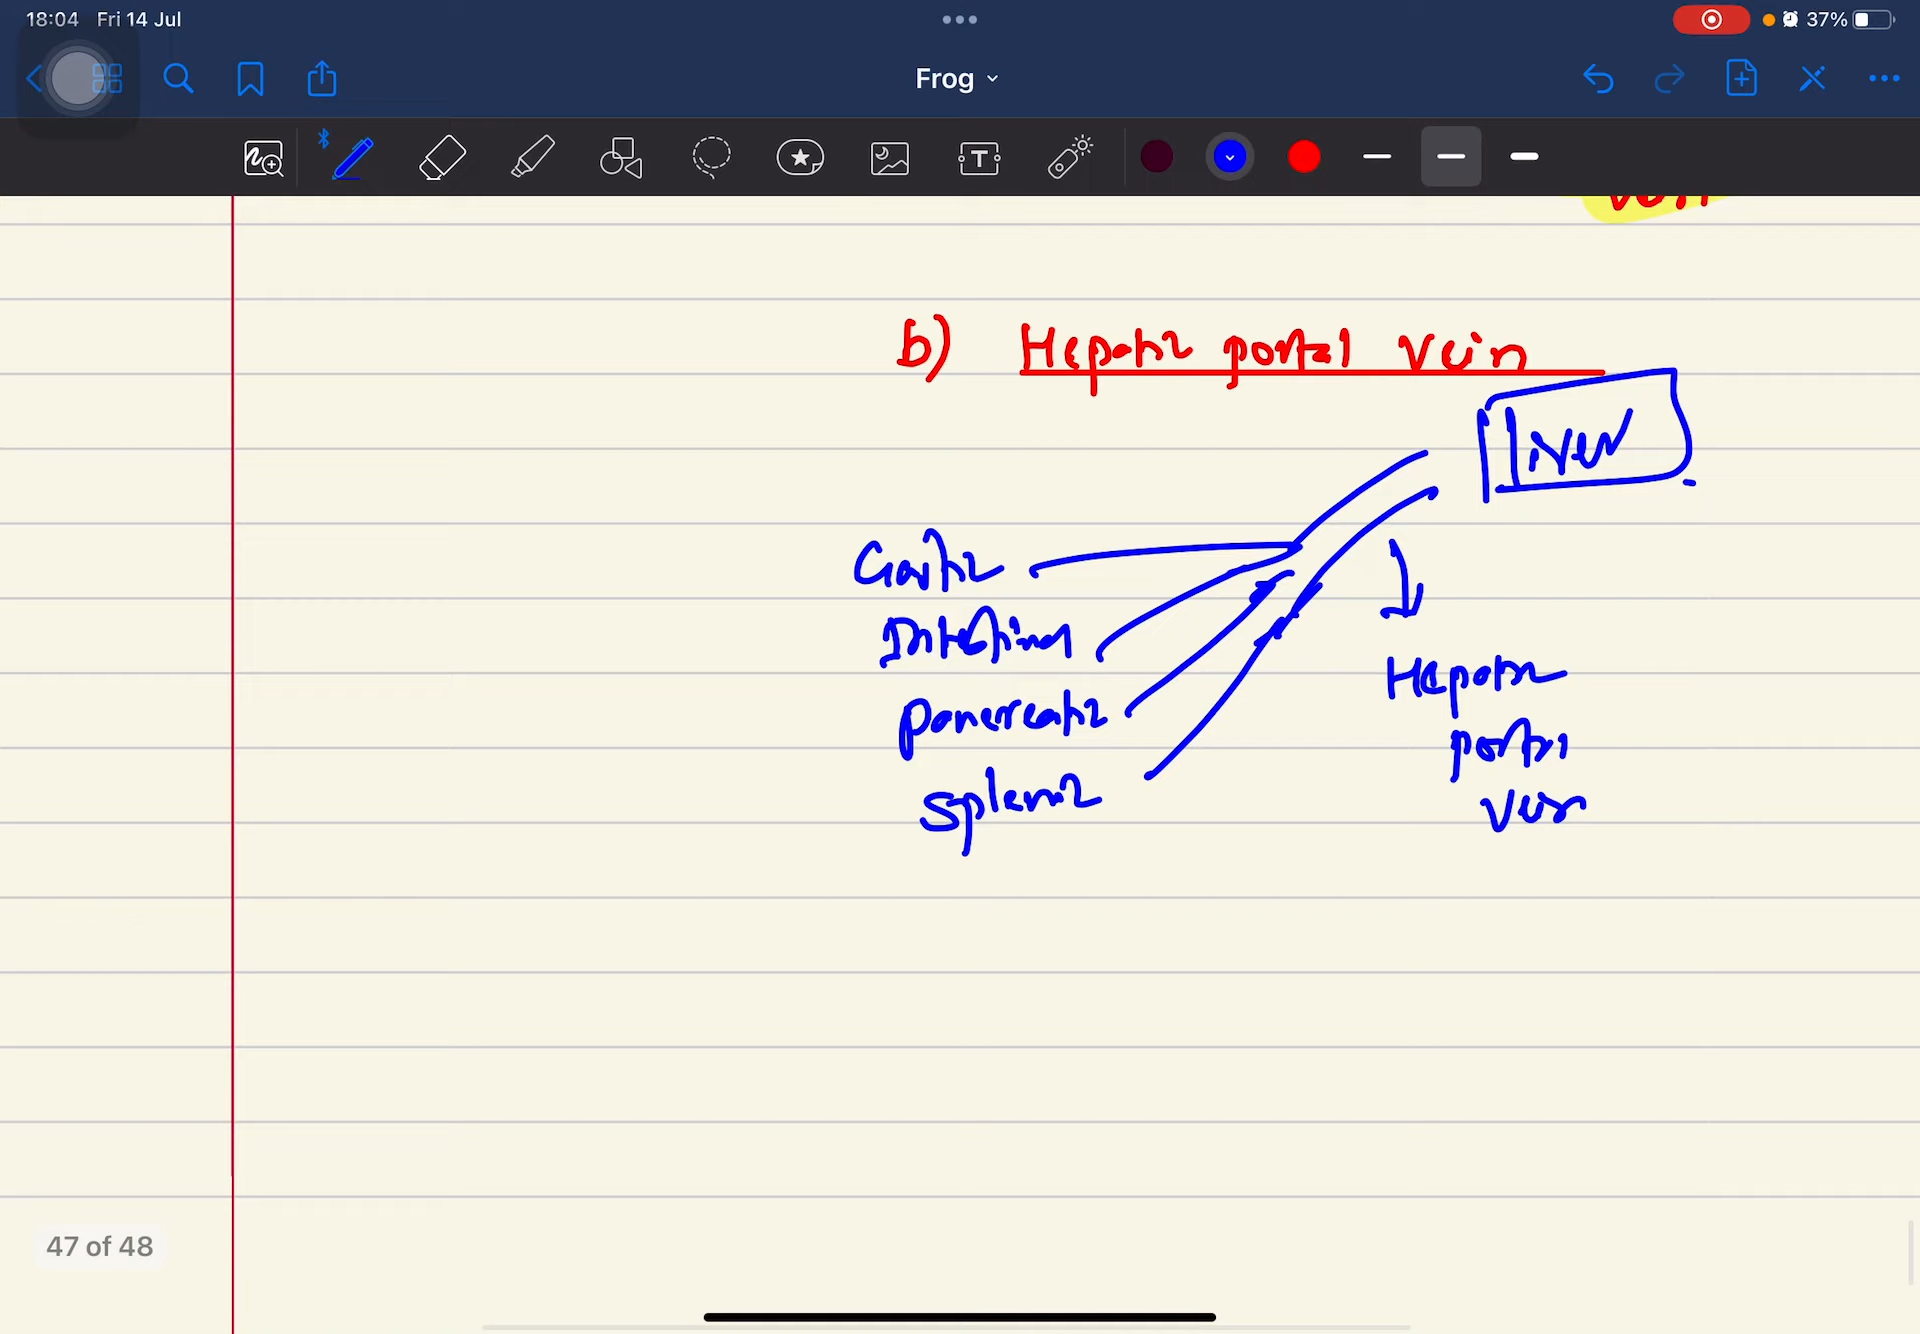 18:04 Fri 14 Jul
37%
Frog
T
b) Hepatic portal vein
liver
Gastric
Intestinal
pancreatic
splenic
Hepatic
portal
vein
47 of 48